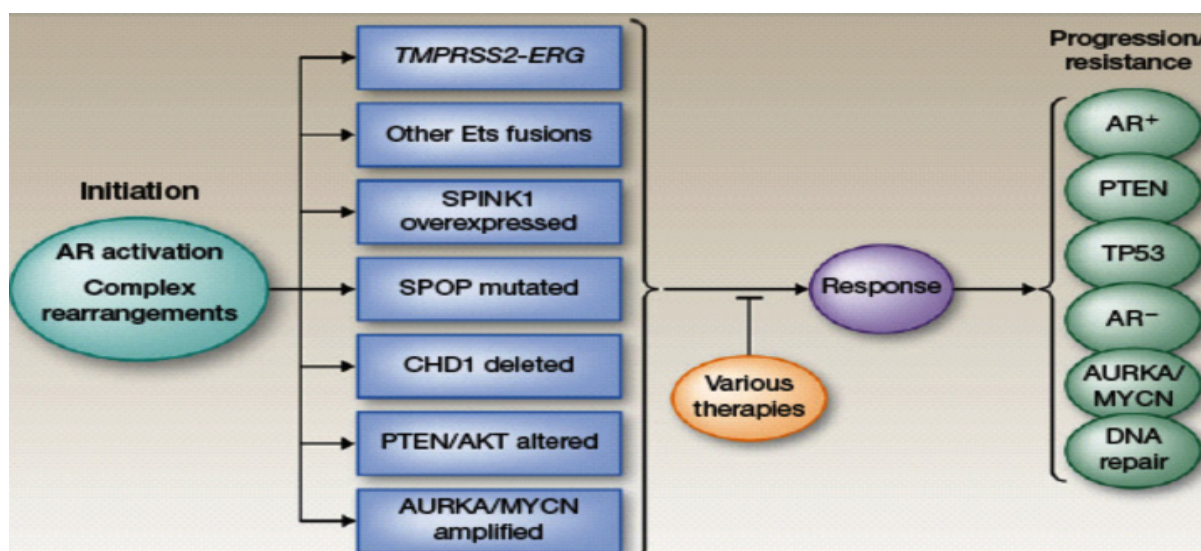 Initiation
AR activation
Complex
rearrangements
TMPRSS2-ERG
Other Ets fusions
SPINK1
overexpressed
SPOP mutated
CHD1 deleted
PTEN/AKT altered
AURKA/MYCN
amplified
Various
therapies
Response
Progression/
resistance
AR+
PTEN
TP53
AR−
AURKA/
MYCN
DNA
repair